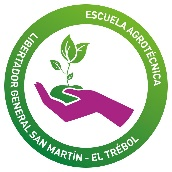 ESCUELA AGROTÉCNICA
LIBERTADOR GENERAL SAN MARTÍN - EL TRÉBOL